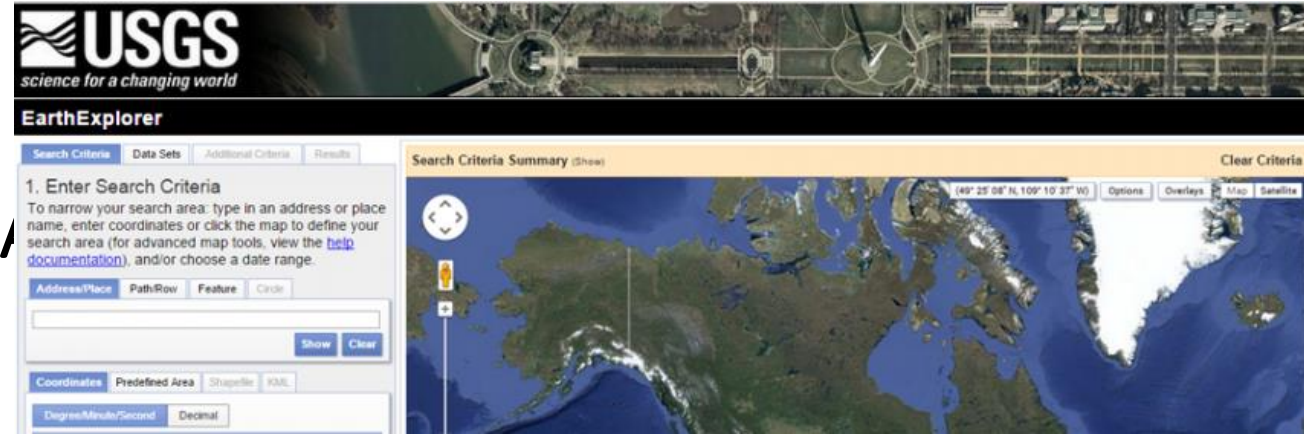 USGS
science for a changing world
EarthExplorer
Search Criteria Data Sets Additional Criteria Results
1. Enter Search Criteria
To narrow your search area: type in an address or place
name, enter coordinates or click the map to define your
search area (for advanced map tools, view the help
documentation), and/or choose a date range.
Address/Place Path/Row Feature Circle
Show Clear
Coordinates Predefined Area Shapefile KML
Degree/Minute/Second Decimal
Search Criteria Summary (Show) Clear Criteria
(49° 25' 08" N, 109° 10' 37" W) Options Overlays Map Satellite